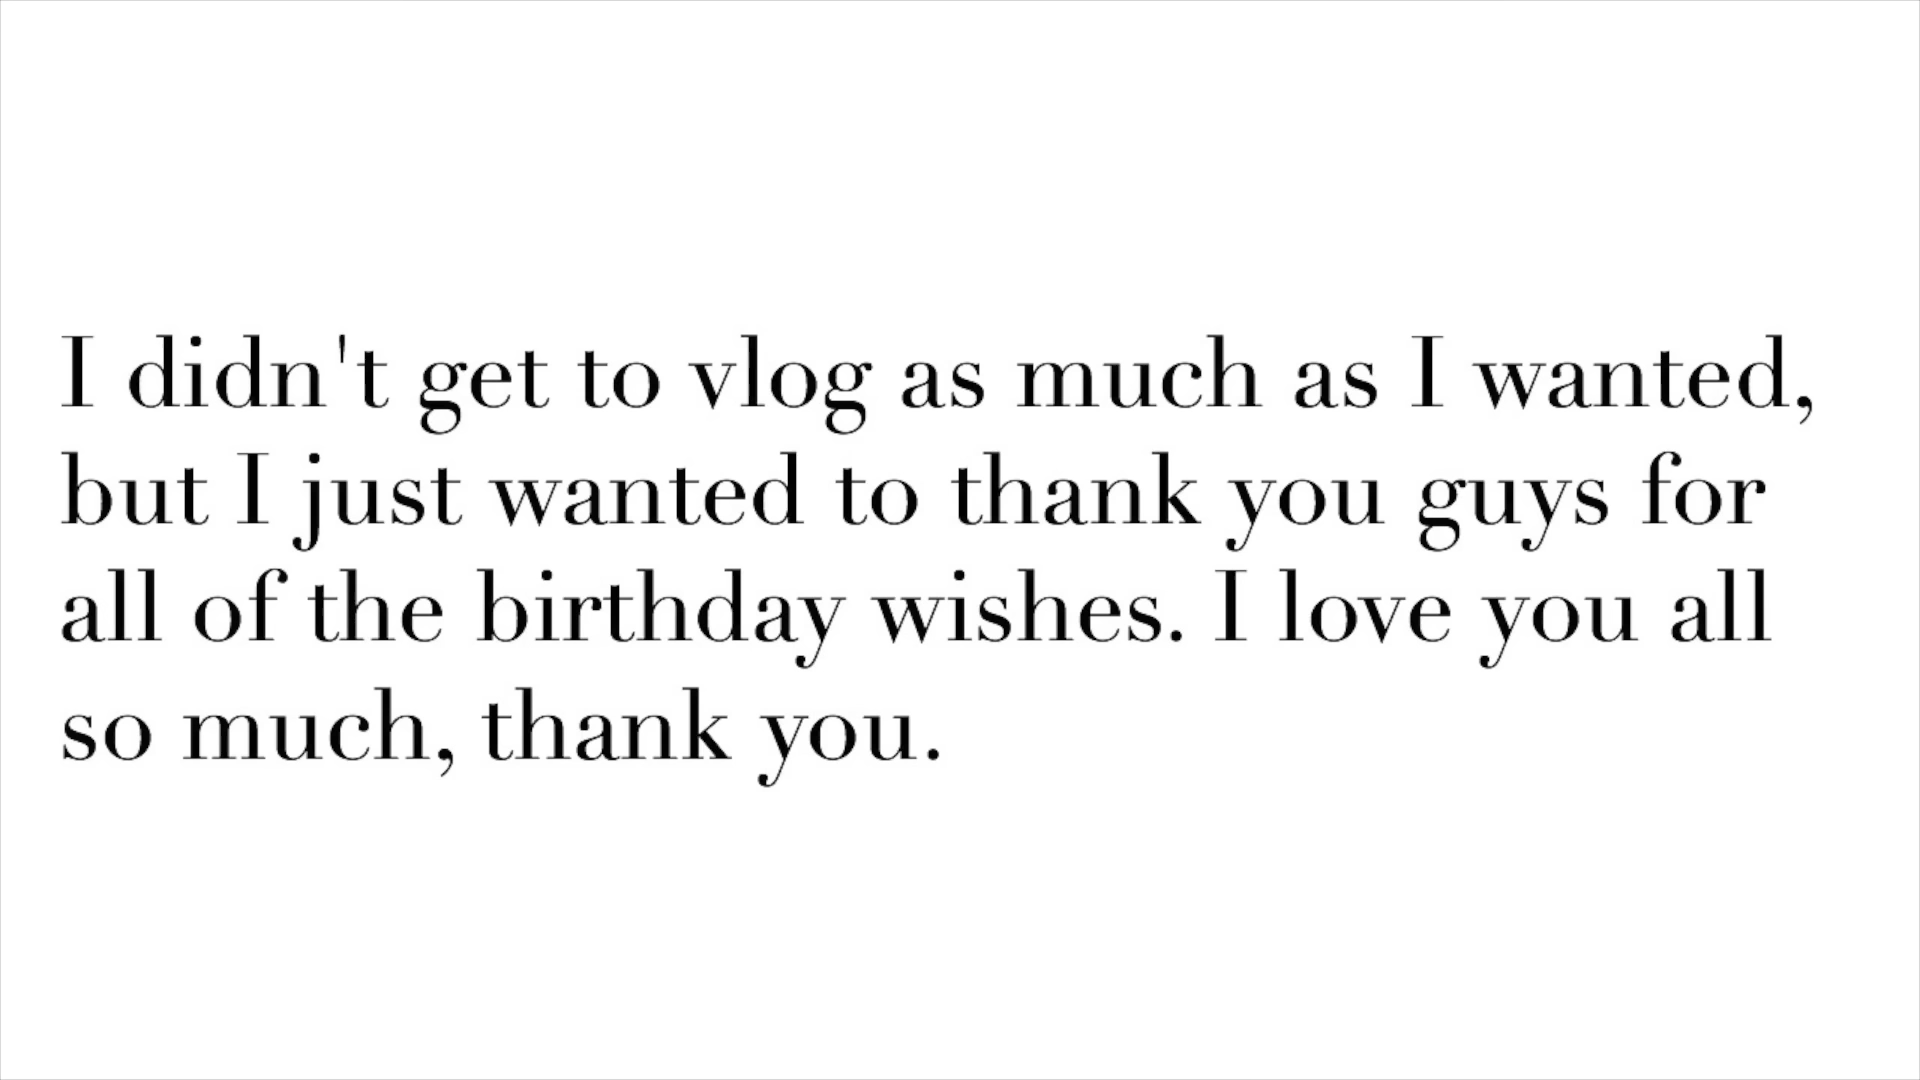 I didn't get to vlog as much as I wanted,
but I just wanted to thank you guys for
all of the birthday wishes. I love you all
so much, thank you.